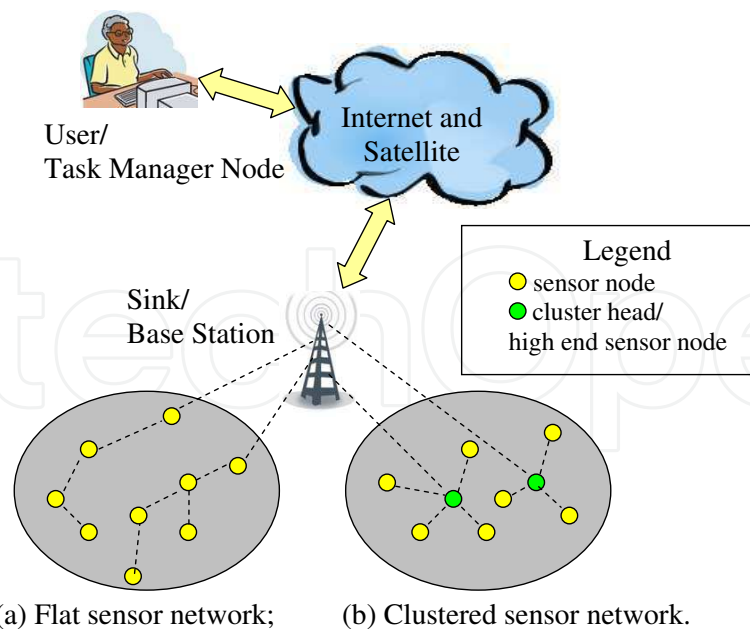 User/
Task Manager Node
Internet and
Satellite
Sink/
Base Station
Legend
sensor node
cluster head/
high end sensor node
(a) Flat sensor network;
(b) Clustered sensor network.
techOpe